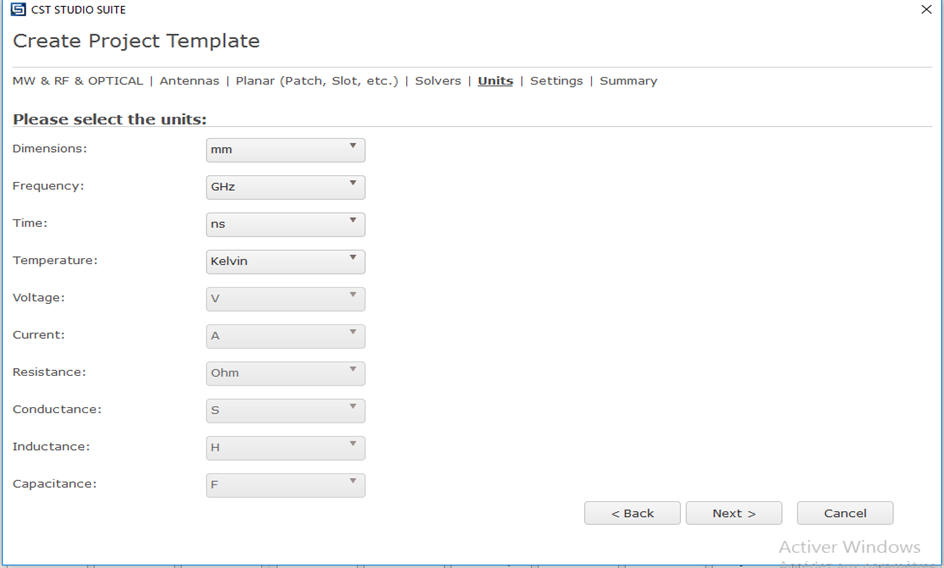 CST STUDIO SUITE
Create Project Template
MW & RF & OPTICAL | Antennas | Planar (Patch, Slot, etc.) | Solvers | Units | Settings | Summary
Please select the units:
Dimensions: mm
Frequency: GHz
Time: ns
Temperature: Kelvin
Voltage: V
Current: A
Resistance: Ohm
Conductance: S
Inductance: H
Capacitance: F
< Back Next > Cancel
Activer Windows